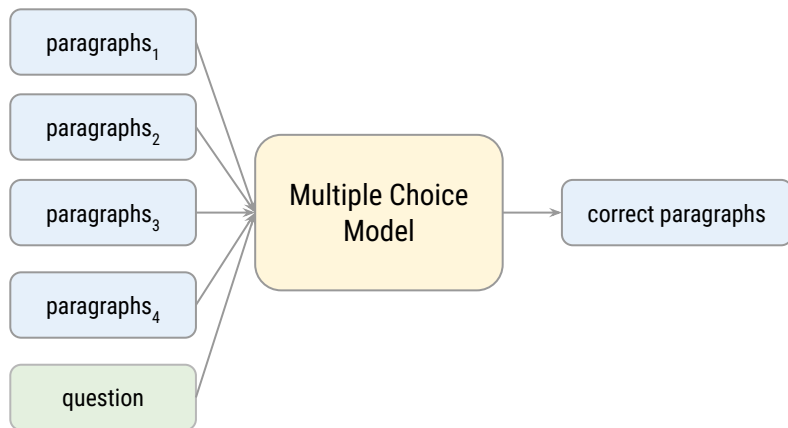 paragraphs₁
paragraphs₂
paragraphs₃
paragraphs₄
question
Multiple Choice
Model
correct paragraphs